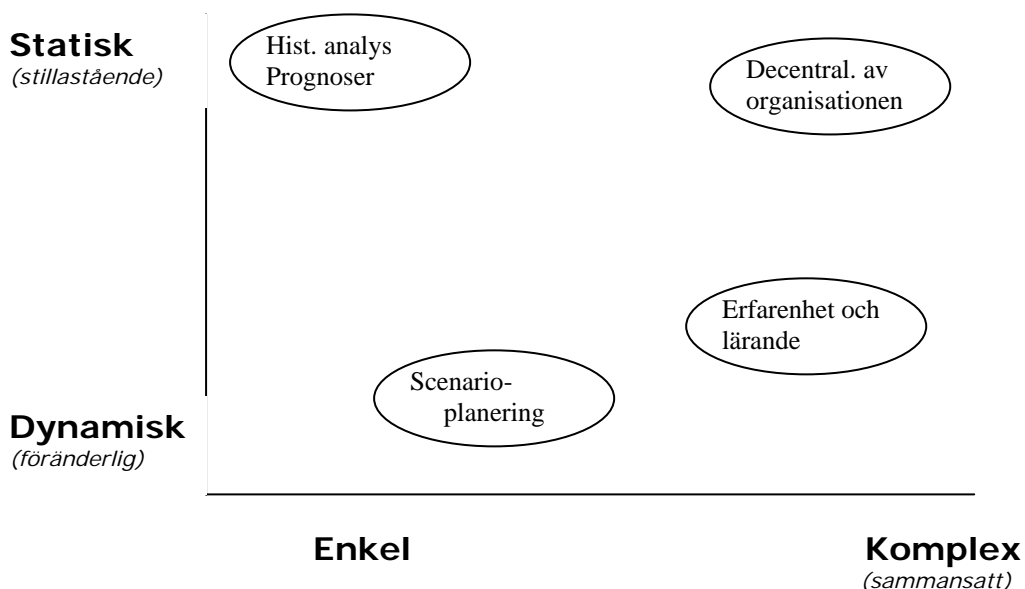 Statisk
(stillastående)
Hist. analys
Prognoser
Decentral. av
organisationen
Erfarenhet och
lärande
Scenario-
planering
Dynamisk
(föränderlig)
Enkel
Komplex
(sammansatt)